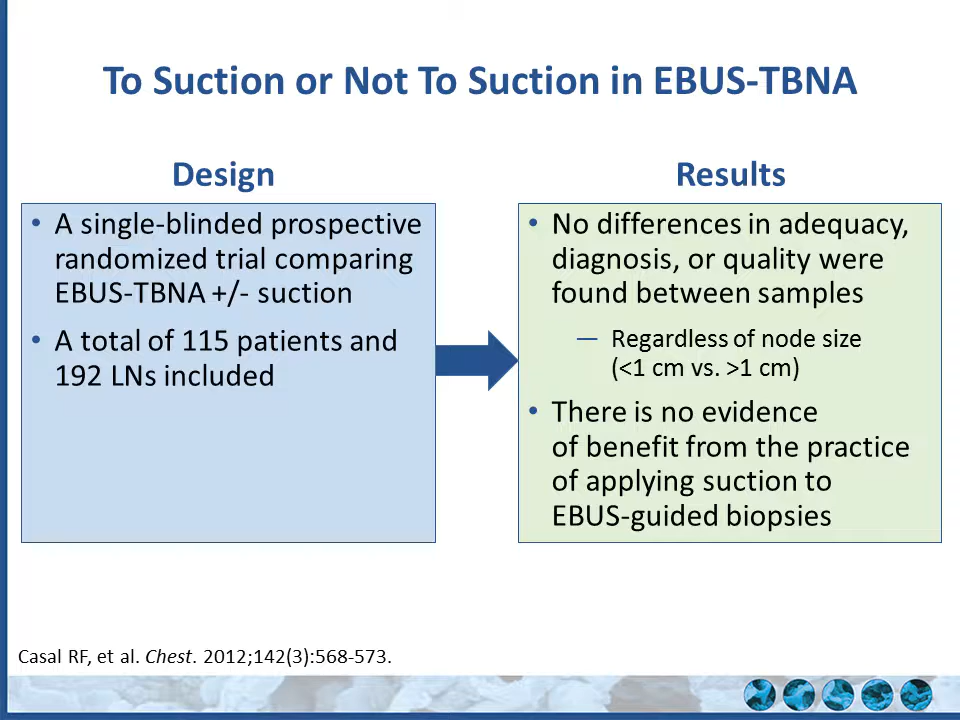 To Suction or Not To Suction in EBUS-TBNA
Design
• A single-blinded prospective
randomized trial comparing
EBUS-TBNA +/- suction
• A total of 115 patients and
192 LNs included
Results
• No differences in adequacy,
diagnosis, or quality were
found between samples
— Regardless of node size
(<1 cm vs. >1 cm)
• There is no evidence
of benefit from the practice
of applying suction to
EBUS-guided biopsies
Casal RF, et al. Chest. 2012;142(3):568-573.